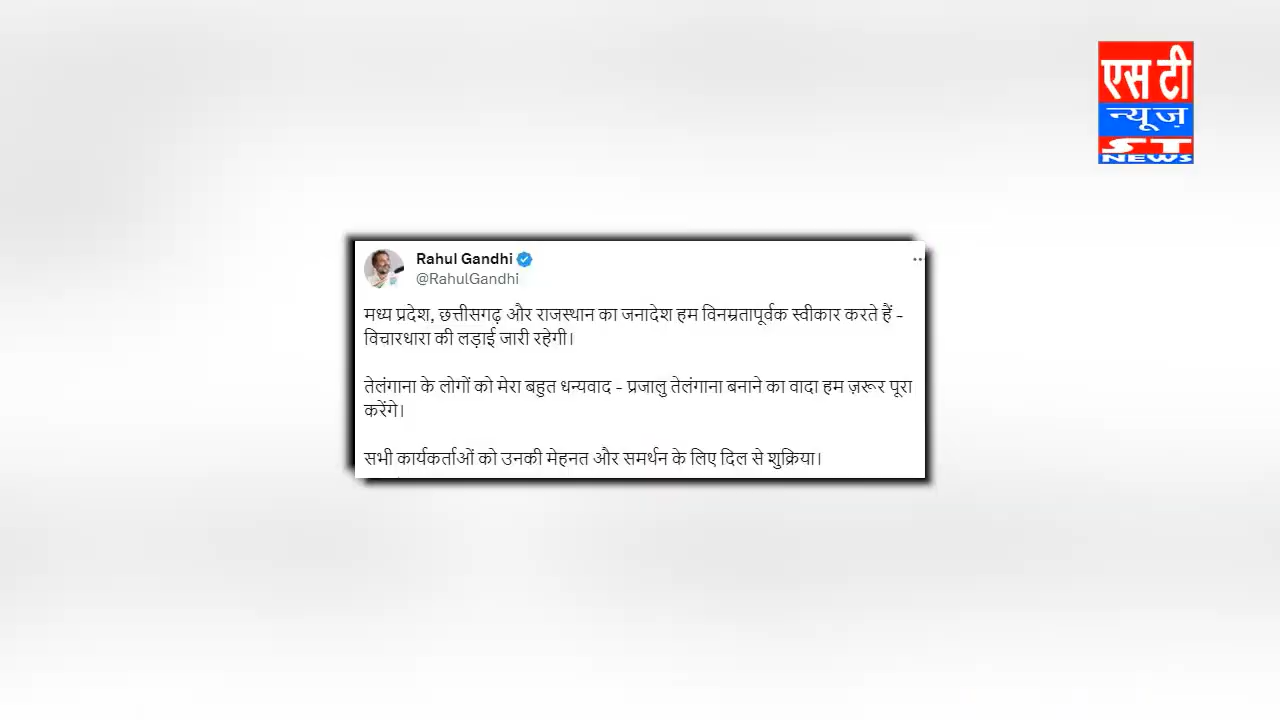 एस टी
न्यूज़
ST
NEWS
Rahul Gandhi
@RahulGandhi
मध्य प्रदेश, छत्तीसगढ़ और राजस्थान का जनादेश हम विनम्रतापूर्वक स्वीकार करते हैं -
विचारधारा की लड़ाई जारी रहेगी।
तेलंगाना के लोगों को मेरा बहुत धन्यवाद - प्रजालु तेलंगाना बनाने का वादा हम ज़रूर पूरा
करेंगे।
सभी कार्यकर्ताओं को उनकी मेहनत और समर्थन के लिए दिल से शुक्रिया।